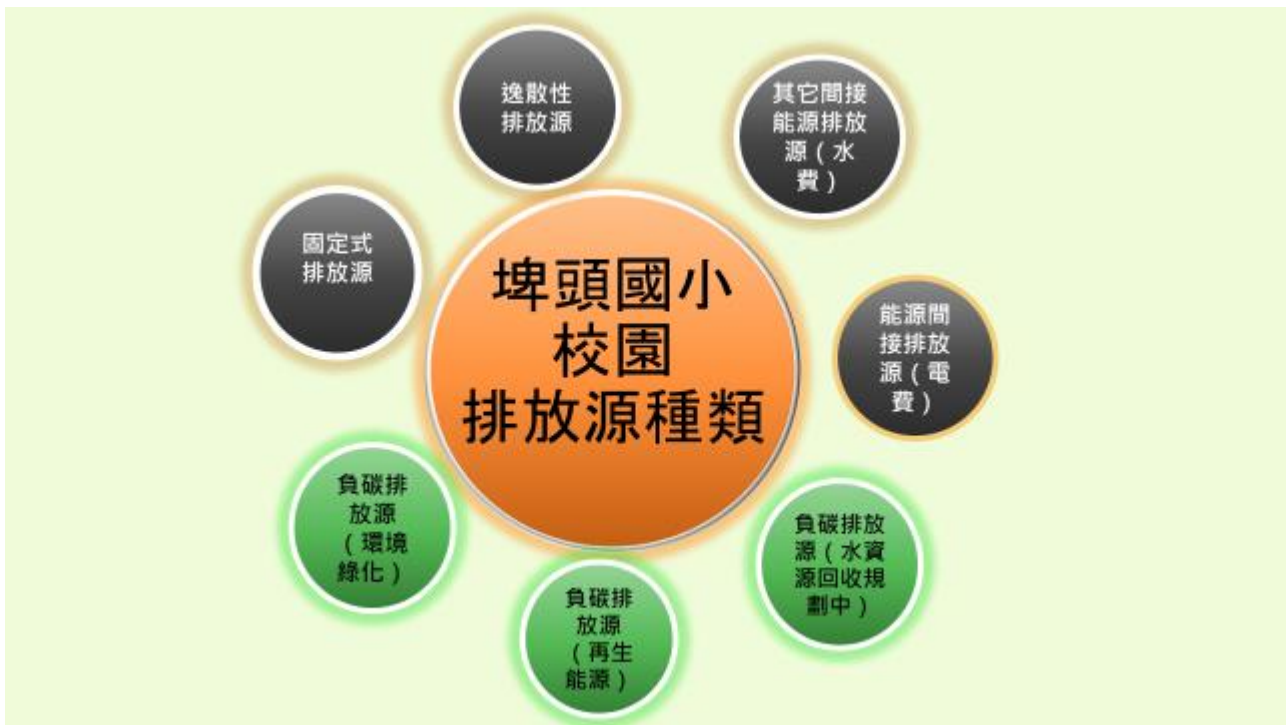 逸散性
排放源
其它間接
能源排放
源（水
費）
固定式
排放源
埤頭國小
校園
排放源種類
能源間
接排放
源（電
費）
負碳排
放源
（環境
綠化）
負碳排放
源（水資
源回收規
劃中）
負碳排
放源
（再生
能源）